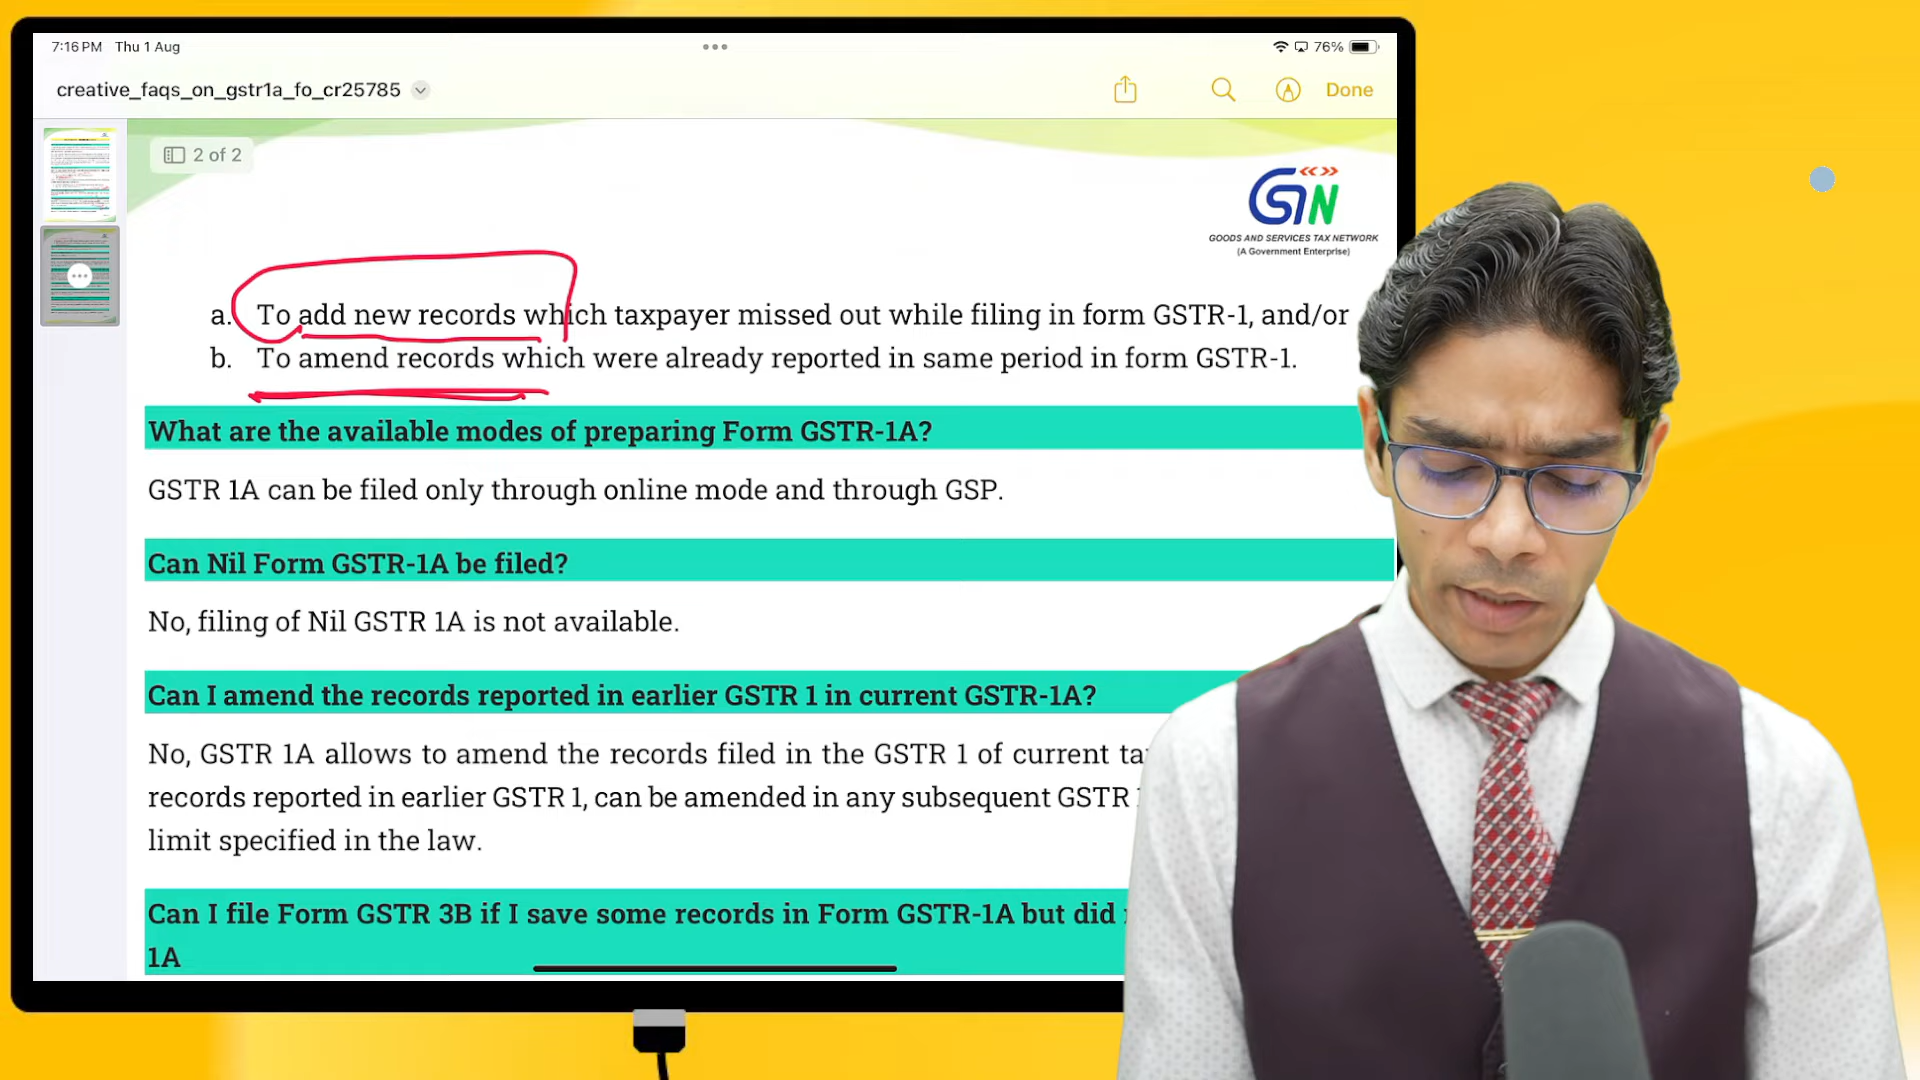 7:16 PM Thu 1 Aug
76%
creative_faqs_on_gstr1a_fo_cr25785
Done
2 of 2
GSTN
GOODS AND SERVICES TAX NETWORK
(A Government Enterprise)
a. To add new records which taxpayer missed out while filing in form GSTR-1, and/or
b. To amend records which were already reported in same period in form GSTR-1.
What are the available modes of preparing Form GSTR-1A?
GSTR 1A can be filed only through online mode and through GSP.
Can Nil Form GSTR-1A be filed?
No, filing of Nil GSTR 1A is not available.
Can I amend the records reported in earlier GSTR 1 in current GSTR-1A?
No, GSTR 1A allows to amend the records filed in the GSTR 1 of current
records reported in earlier GSTR 1, can be amended in any subsequent GSTR
limit specified in the law.
Can I file Form GSTR 3B if I save some records in Form GSTR-1A but did
1A